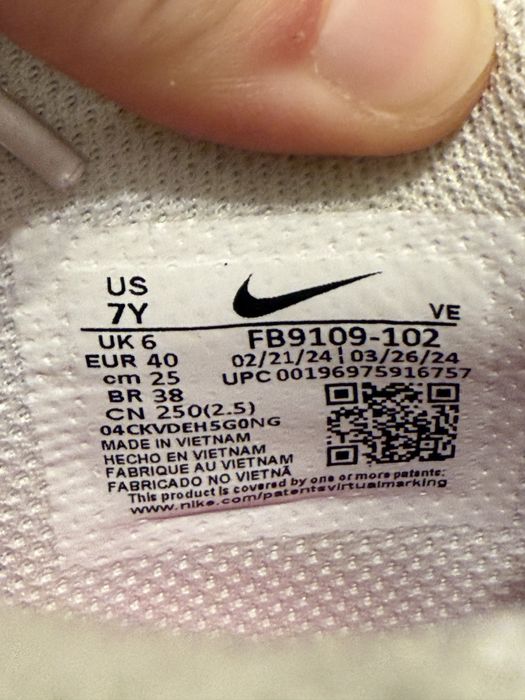 US
7Y
VE
UK 6
FB9109-102
EUR 40
02/21/24 | 03/26/24
cm 25
UPC 00196975916757
BR 38
CN 250(2.5)
04CKVDEH5G0NG
MADE IN VIETNAM
HECHO EN VIETNAM
FABRIQUE AU VIETNAM
FABRICADO NO VIETNÃ
This product is covered by one or more patents:
www.nike.com/patentsvirtualmarking